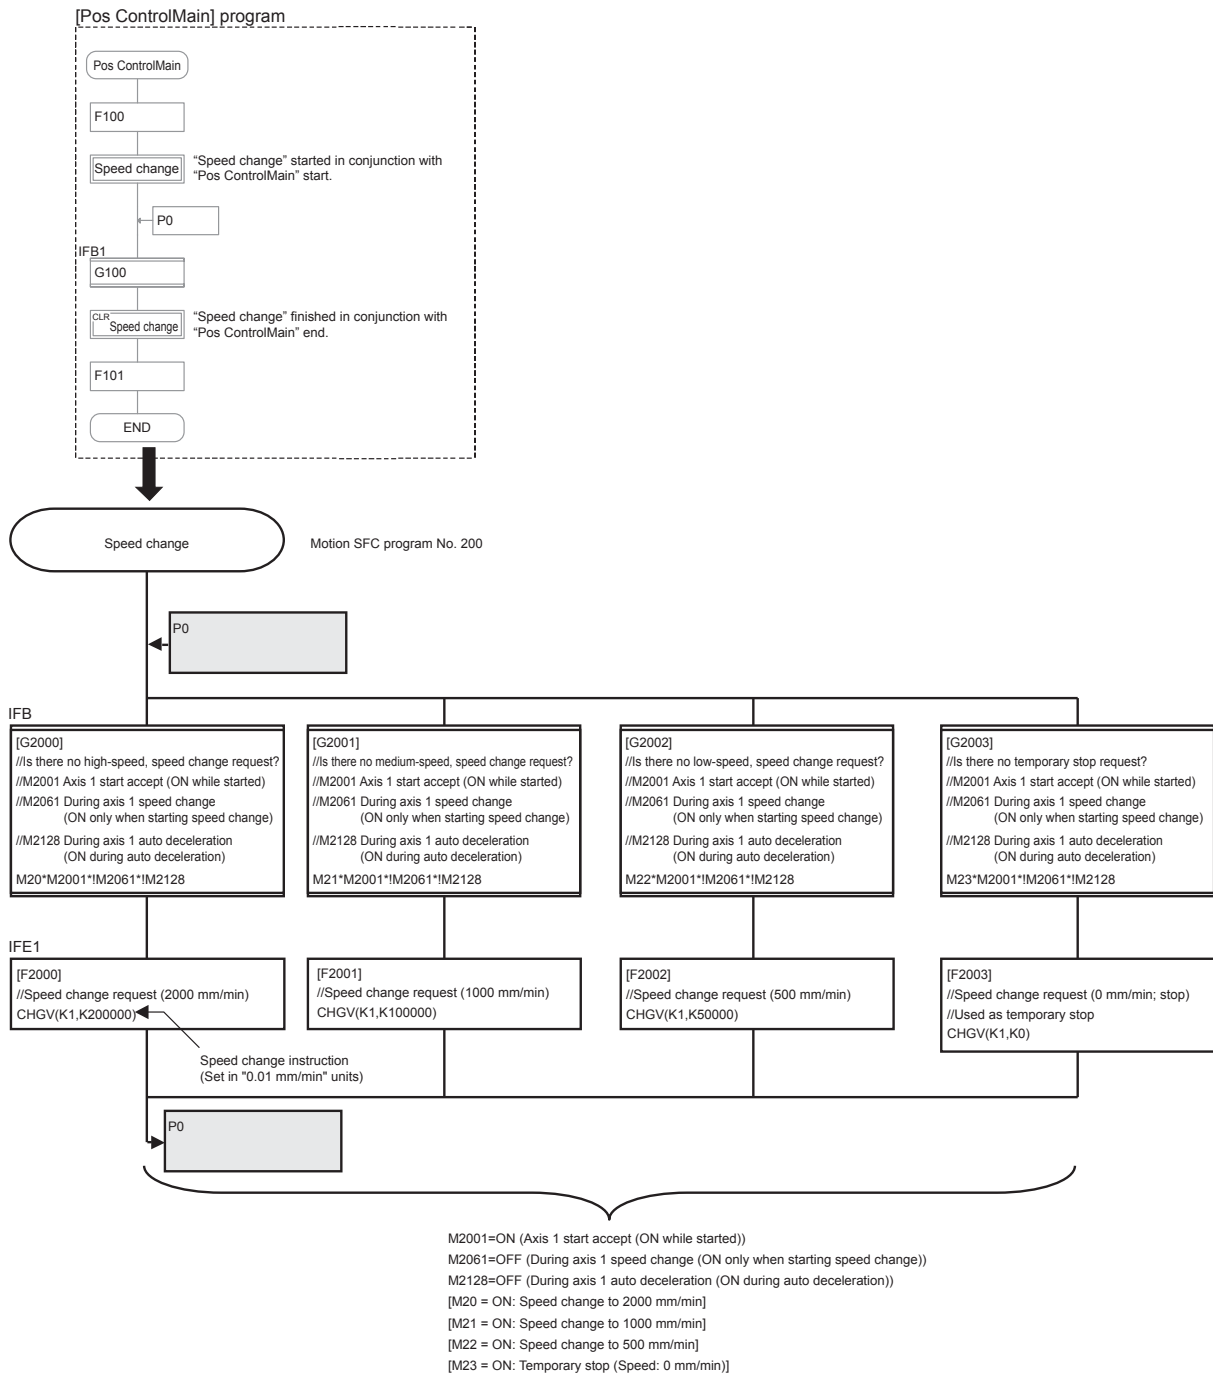 [Pos ControlMain] program
Pos ControlMain
F100
Speed change
“Speed change” started in conjunction with
“Pos ControlMain” start.
P0
IFB1
G100
CLR
Speed change
“Speed change” finished in conjunction with
“Pos ControlMain” end.
F101
END
Speed change
Motion SFC program No. 200
P0
IFB
[G2000]
//Is there no high-speed, speed change request?
//M2001 Axis 1 start accept (ON while started)
//M2061 During axis 1 speed change
(ON only when starting speed change)
//M2128 During axis 1 auto deceleration
(ON during auto deceleration)
M20*M2001*!M2061*!M2128
[G2001]
//Is there no medium-speed, speed change request?
//M2001 Axis 1 start accept (ON while started)
//M2061 During axis 1 speed change
(ON only when starting speed change)
//M2128 During axis 1 auto deceleration
(ON during auto deceleration)
M21*M2001*!M2061*!M2128
[G2002]
//Is there no low-speed, speed change request?
//M2001 Axis 1 start accept (ON while started)
//M2061 During axis 1 speed change
(ON only when starting speed change)
//M2128 During axis 1 auto deceleration
(ON during auto deceleration)
M22*M2001*!M2061*!M2128
[G2003]
//Is there no temporary stop request?
//M2001 Axis 1 start accept (ON while started)
//M2061 During axis 1 speed change
(ON only when starting speed change)
//M2128 During axis 1 auto deceleration
(ON during auto deceleration)
M23*M2001*!M2061*!M2128
IFE1
[F2000]
//Speed change request (2000 mm/min)
CHGV(K1,K200000)
[F2001]
//Speed change request (1000 mm/min)
CHGV(K1,K100000)
[F2002]
//Speed change request (500 mm/min)
CHGV(K1,K50000)
[F2003]
//Speed change request (0 mm/min; stop)
//Used as temporary stop
CHGV(K1,K0)
Speed change instruction
(Set in "0.01 mm/min" units)
P0
M2001=ON (Axis 1 start accept (ON while started))
M2061=OFF (During axis 1 speed change (ON only when starting speed change))
M2128=OFF (During axis 1 auto deceleration (ON during auto deceleration))
[M20 = ON: Speed change to 2000 mm/min]
[M21 = ON: Speed change to 1000 mm/min]
[M22 = ON: Speed change to 500 mm/min]
[M23 = ON: Temporary stop (Speed: 0 mm/min)]